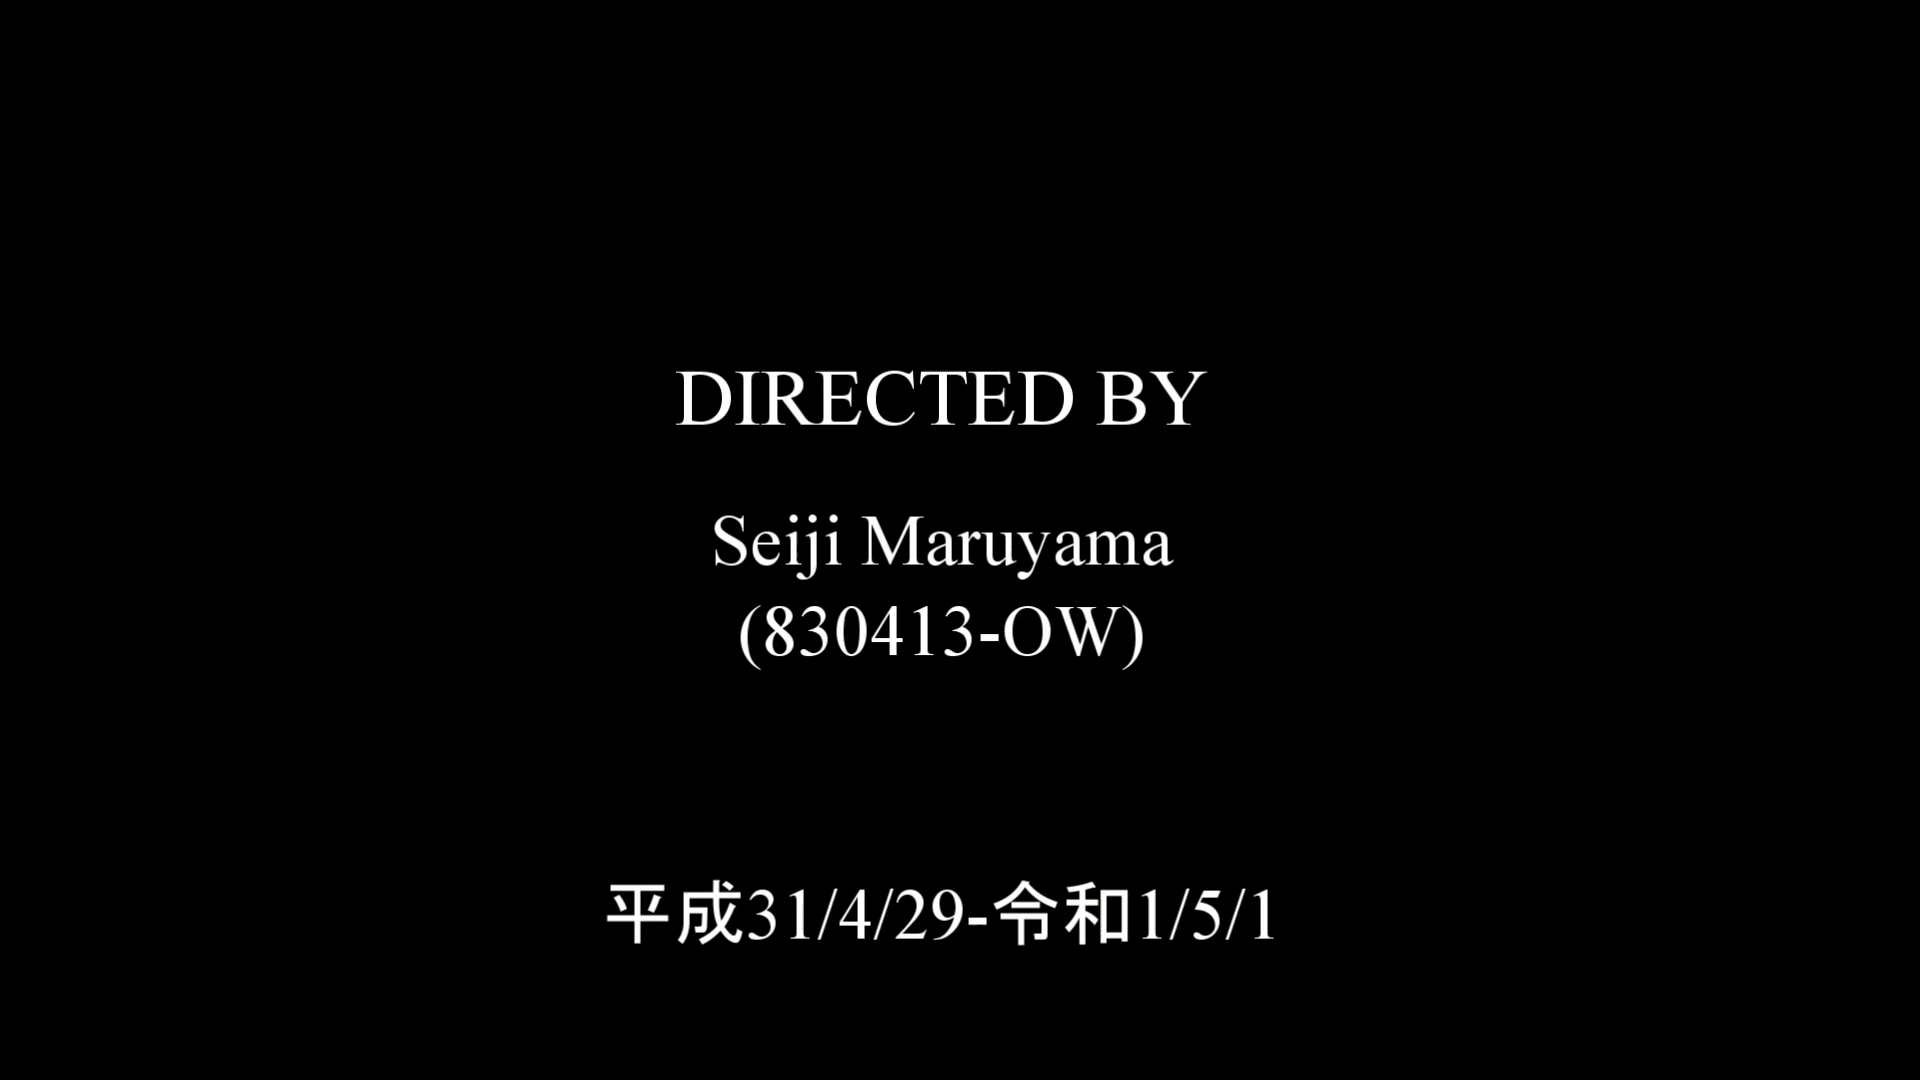 DIRECTED BY
Seiji Maruyama
(830413-OW)
平成31/4/29-令和1/5/1